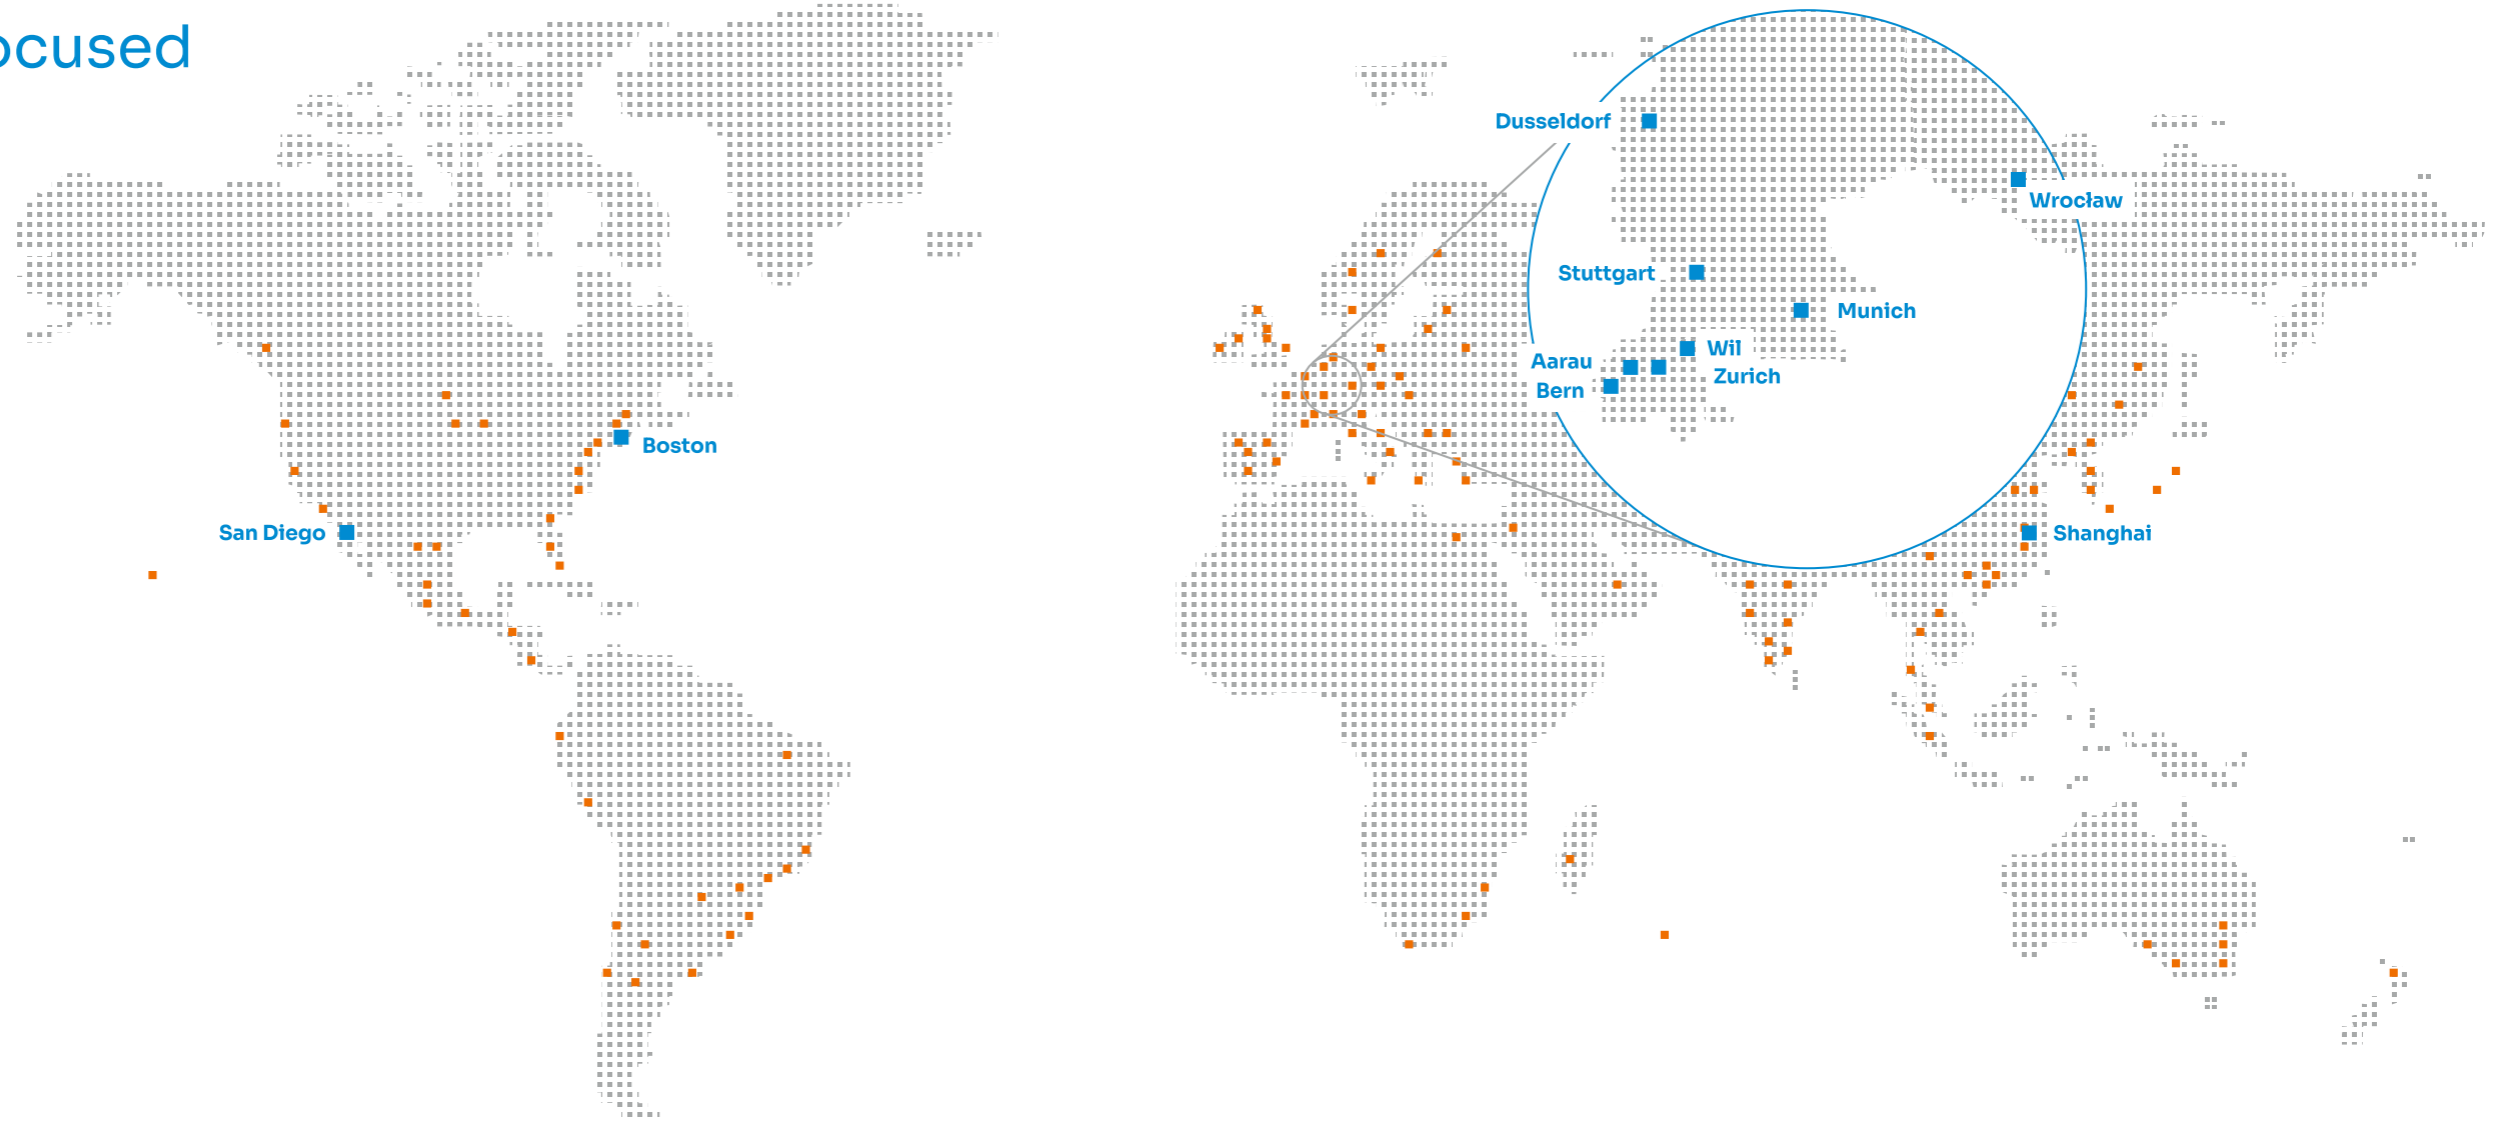 ocused
Dusseldorf
Wrocław
Stuttgart
Munich
Wil
Aarau
Zurich
Bern
Boston
San Diego
Shanghai